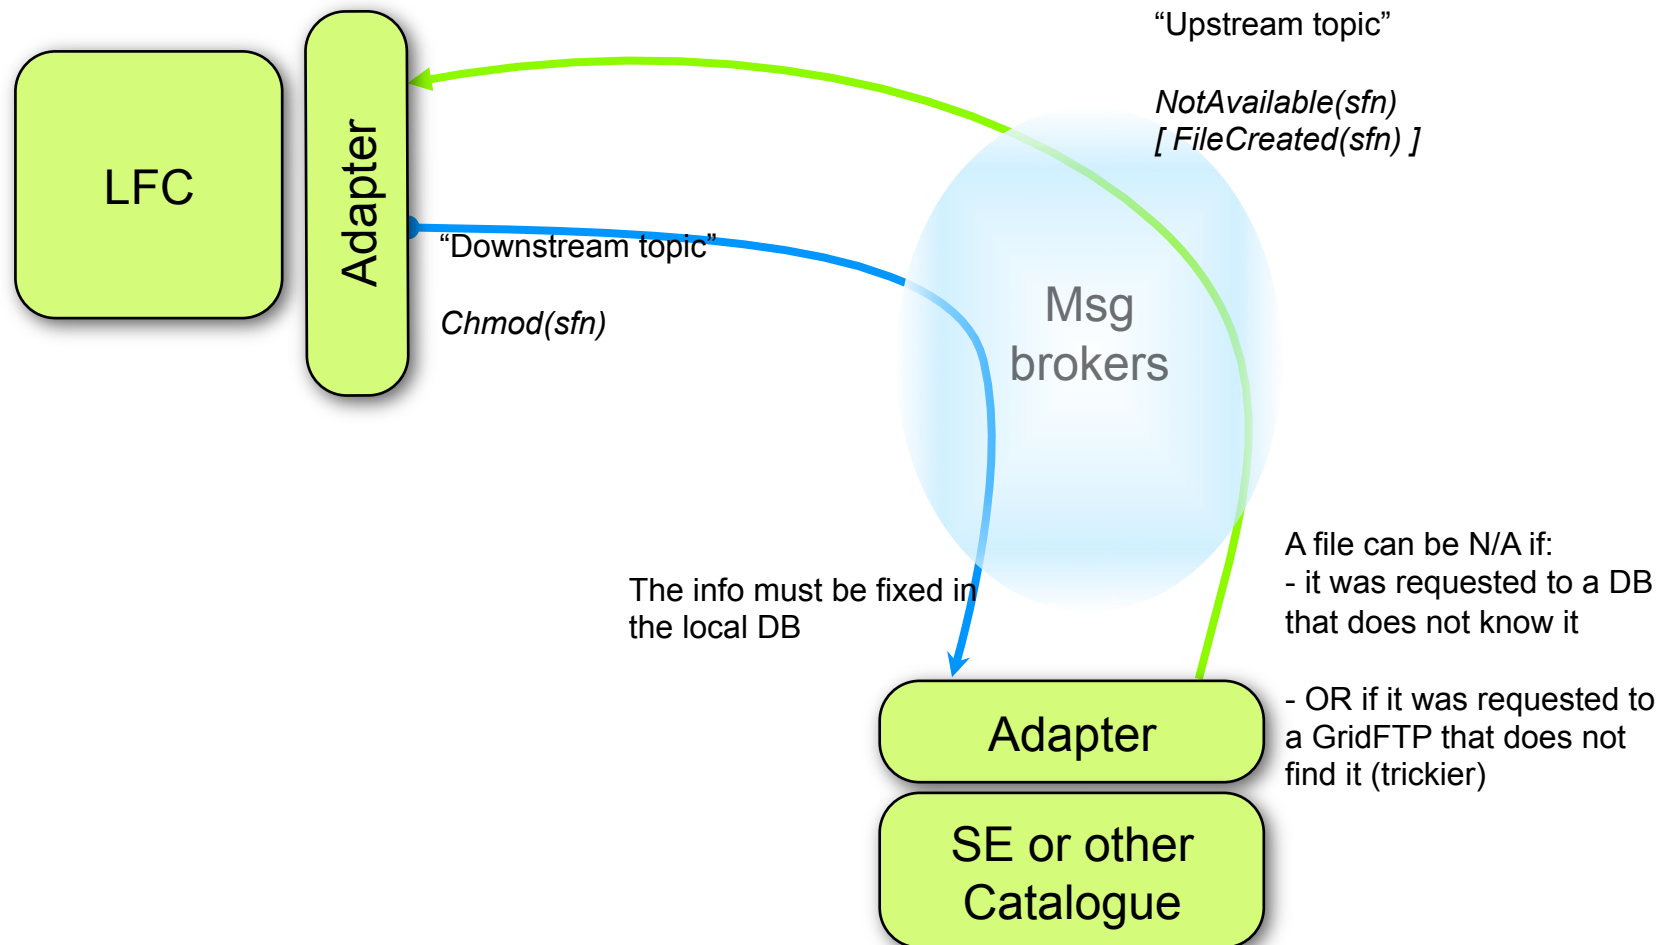 “Upstream topic”
NotAvailable(sfn)
[ FileCreated(sfn) ]
LFC
Adapter
“Downstream topic”
Chmod(sfn)
Msg
brokers
The info must be fixed in
the local DB
A file can be N/A if:
- it was requested to a DB
that does not know it
- OR if it was requested to
a GridFTP that does not
find it (trickier)
Adapter
SE or other
Catalogue